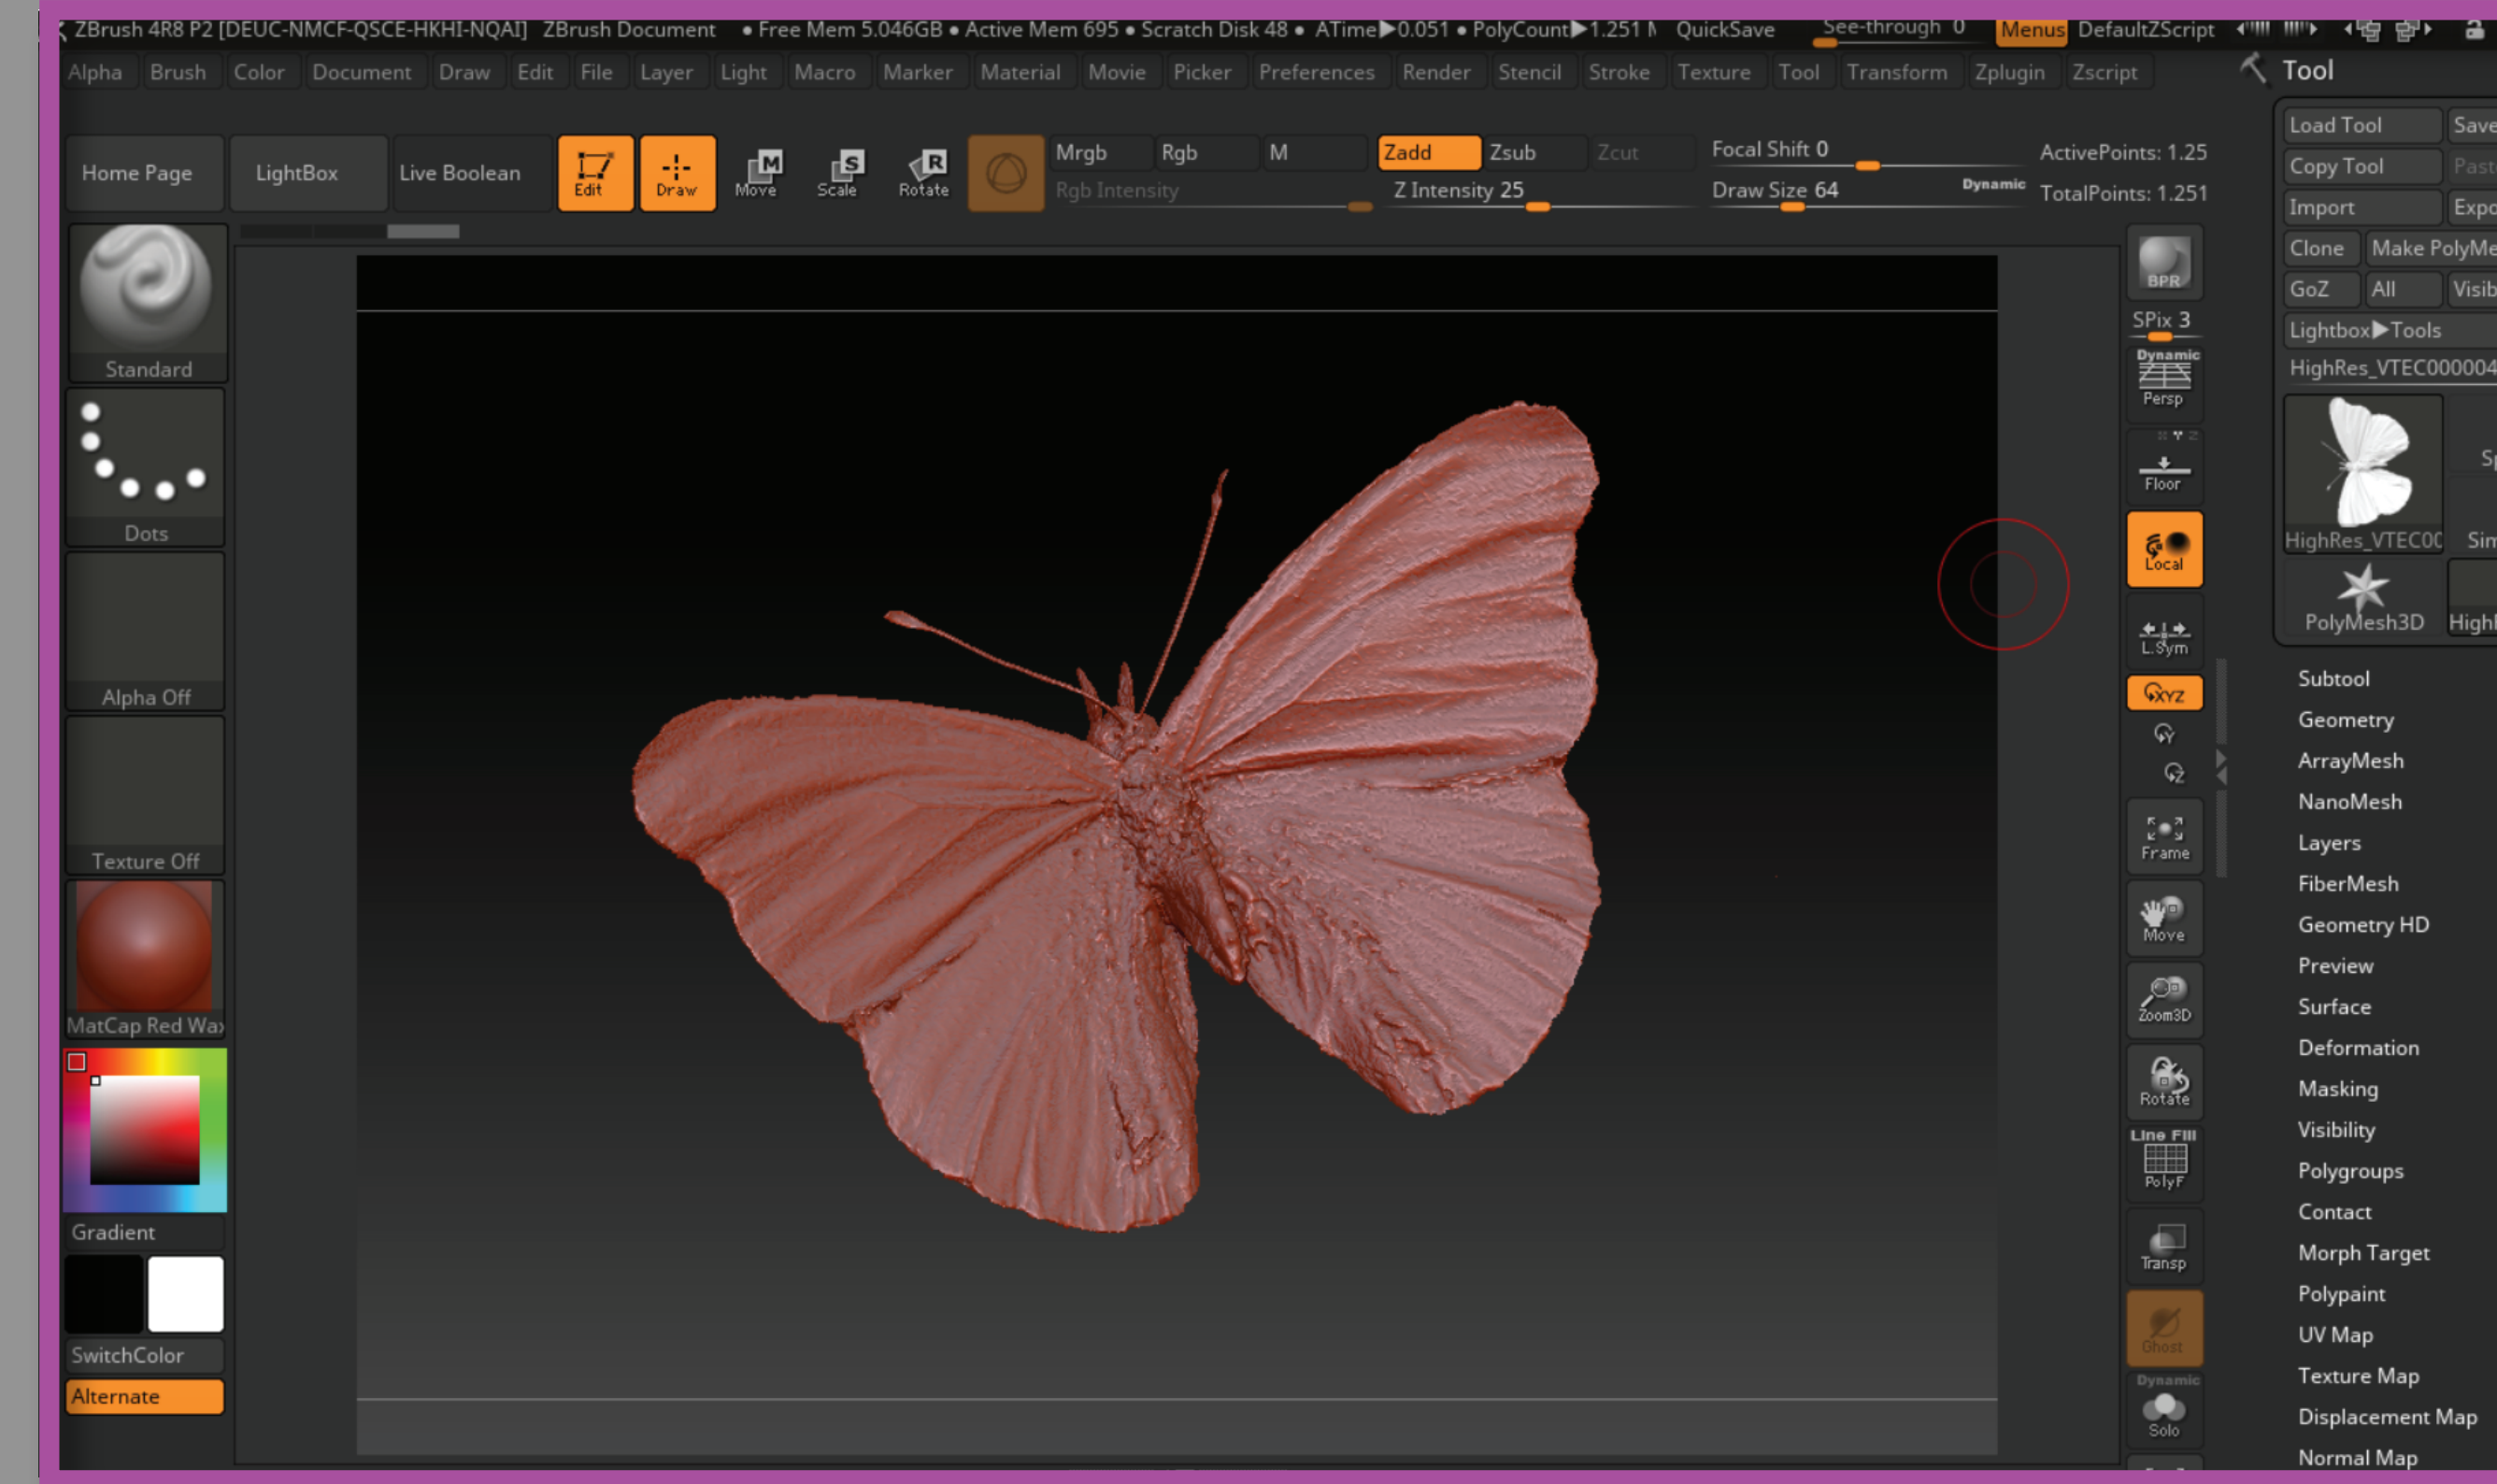 ZBrush 4R8 P2 [DEUC-NMCF-QSCE-HKHI-NQAI] ZBrush Document • Free Mem 5.046GB • Active Mem 695 • Scratch Disk 48 • ATime▶0.051 • PolyCount▶1.251 QuickSave See-through 0 Menus DefaultZScript
Alpha Brush Color Document Draw Edit File Layer Light Macro Marker Material Movie Picker Preferences Render Stencil Stroke Texture Tool Transform Zplugin Zscript
Home Page LightBox Live Boolean Edit Draw Move Scale Rotate
M S R
Mrgb Rgb M Zadd Zsub Zcut Focal Shift 0 ActivePoints: 1.25
Rgb Intensity Z Intensity 25 Draw Size 64 Dynamic TotalPoints: 1.251
Standard
Dots
Alpha Off
Texture Off
MatCap Red Wax
Gradient
SwitchColor
Alternate
BPR
SPix 3
Dynamic
Persp
X Y Z
Floor
Local
L.Sym
XYZ
Y
Z
Frame
Move
Zoom3D
Rotate
Line Fill
PolyF
Transp
Ghost
Dynamic
Solo
Tool
Load Tool Save
Copy Tool Past
Import Expo
Clone Make PolyMe
GoZ All Visib
Lightbox▶Tools
HighRes_VTEC000004
Sp
HighRes_VTEC00 Sim
PolyMesh3D High
Subtool
Geometry
ArrayMesh
NanoMesh
Layers
FiberMesh
Geometry HD
Preview
Surface
Deformation
Masking
Visibility
Polygroups
Contact
Morph Target
Polypaint
UV Map
Texture Map
Displacement Map
Normal Map